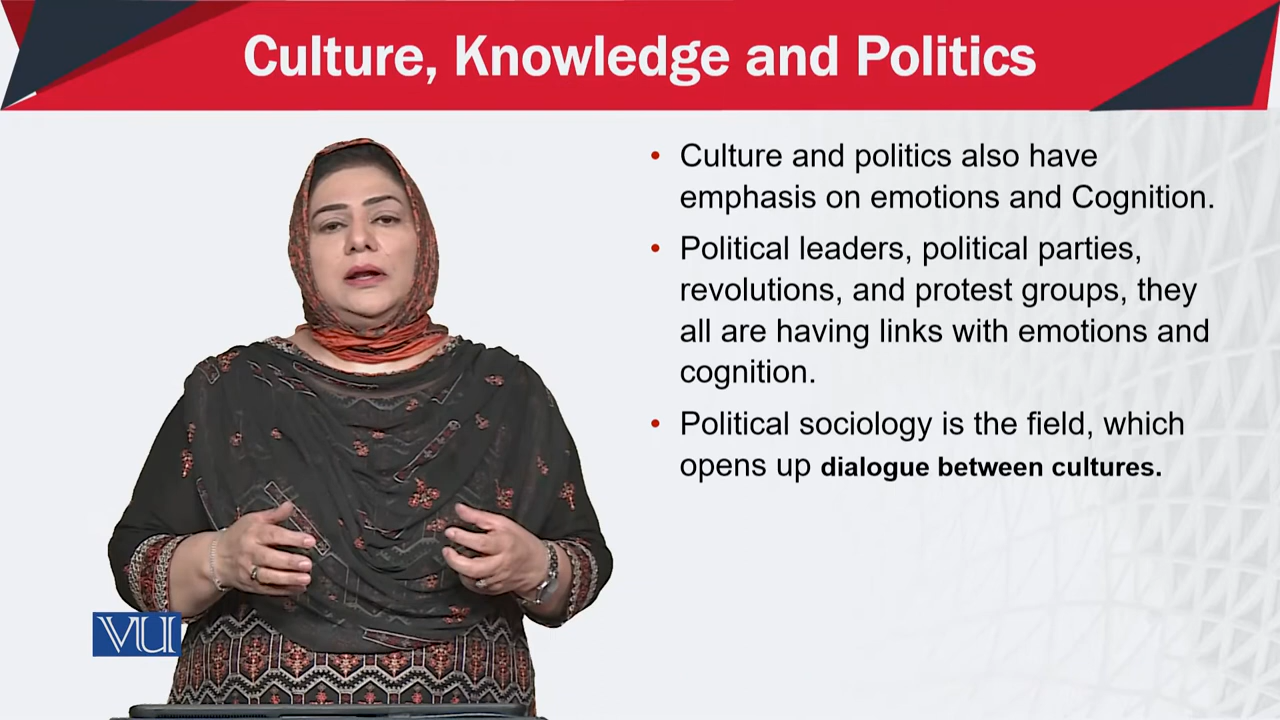 Culture, Knowledge and Politics
• Culture and politics also have
emphasis on emotions and Cognition.
• Political leaders, political parties,
revolutions, and protest groups, they
all are having links with emotions and
cognition.
• Political sociology is the field, which
opens up dialogue between cultures.
VU